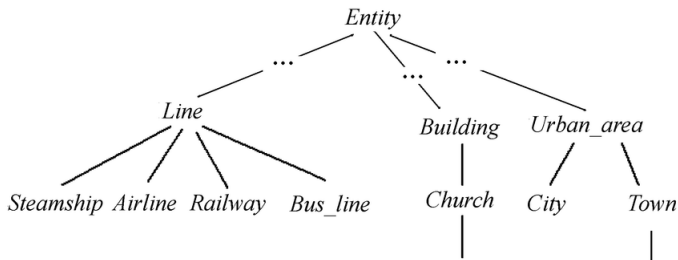 Entity
... ... ...
Line Building Urban_area
Steamship Airline Railway Bus_line Church City Town